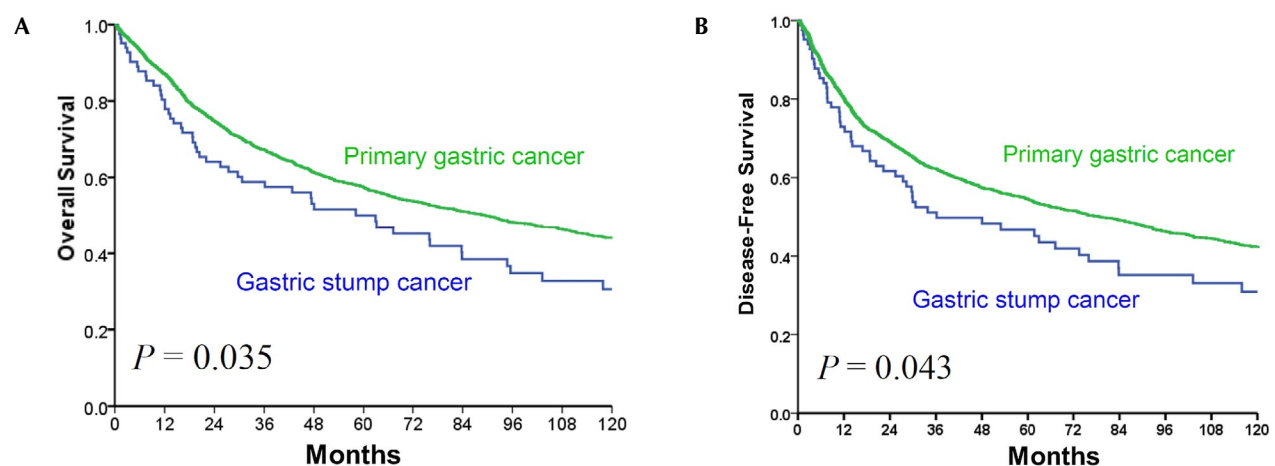 A
Overall Survival
1.0
0.8
0.6
0.4
0.2
0.0
Primary gastric cancer
Gastric stump cancer
P = 0.035
0 12 24 36 48 60 72 84 96 108 120
Months
B
Disease-Free Survival
1.0
0.8
0.6
0.4
0.2
0.0
Primary gastric cancer
Gastric stump cancer
P = 0.043
0 12 24 36 48 60 72 84 96 108 120
Months